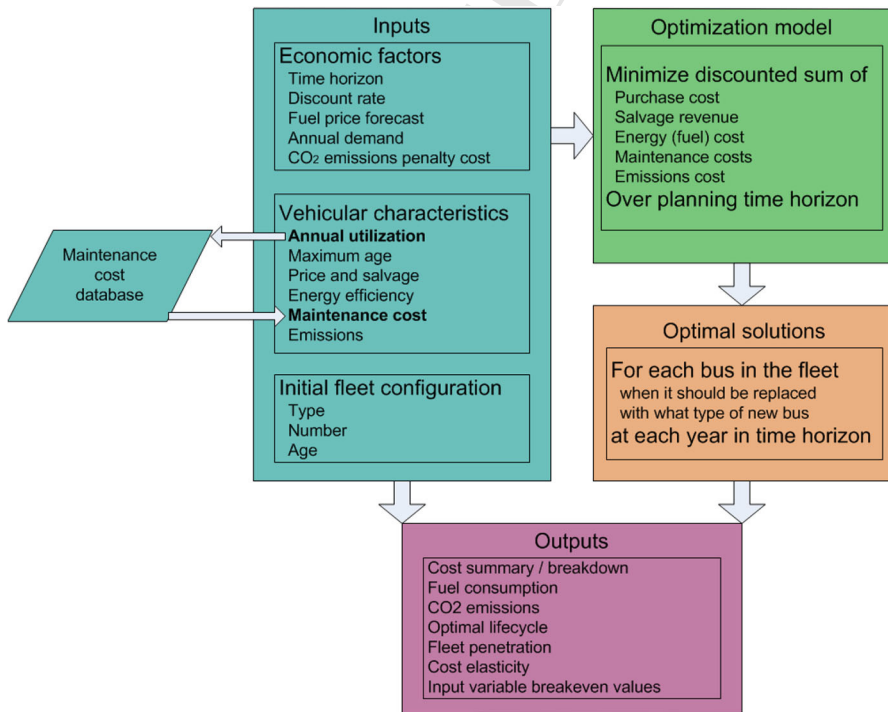 Inputs
Economic factors
Time horizon
Discount rate
Fuel price forecast
Annual demand
CO2 emissions penalty cost
Vehicular characteristics
Annual utilization
Maximum age
Price and salvage
Energy efficiency
Maintenance cost
Emissions
Initial fleet configuration
Type
Number
Age
Maintenance
cost
database
Optimization model
Minimize discounted sum of
Purchase cost
Salvage revenue
Energy (fuel) cost
Maintenance costs
Emissions cost
Over planning time horizon
Optimal solutions
For each bus in the fleet
when it should be replaced
with what type of new bus
at each year in time horizon
Outputs
Cost summary / breakdown
Fuel consumption
CO2 emissions
Optimal lifecycle
Fleet penetration
Cost elasticity
Input variable breakeven values